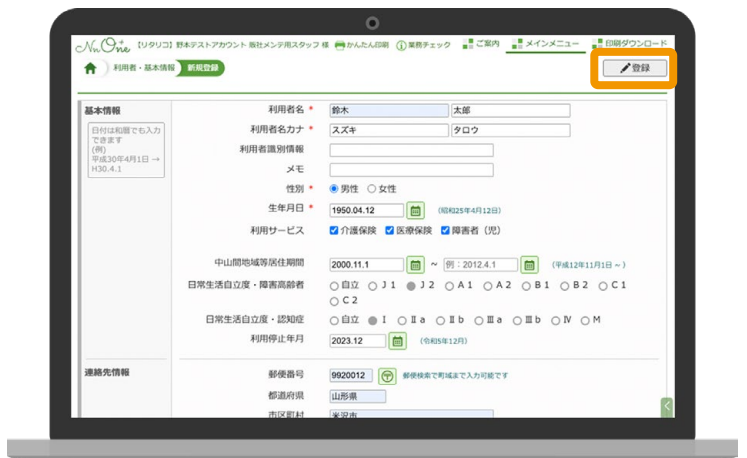 NnOne 【リタリコ】野本テストアカウント 販社メンテ用スタッフ 様 かんたん印刷 業務チェック ご案内 メインメニュー 印刷ダウンロード
利用者・基本情報 新規登録 登録
基本情報
日付は和暦でも入力
できます
(例)
平成30年4月1日 →
H30.4.1
利用者名 * 鈴木 太郎
利用者名カナ * スズキ タロウ
利用者識別情報
メモ
性別 * 男性 女性
生年月日 * 1950.04.12 (昭和25年4月12日)
利用サービス 介護保険 医療保険 障害者（児）
中山間地域等居住期間 2000.11.1 ~ 例：2012.4.1 (平成12年11月1日 ~ )
日常生活自立度・障害高齢者 自立 J1 J2 A1 A2 B1 B2 C1
C2
日常生活自立度・認知症 自立 Ⅰ Ⅱa Ⅱb Ⅲa Ⅲb Ⅳ M
利用停止年月 2023.12 (令和5年12月)
連絡先情報
郵便番号 9920012 〒 郵便検索で町域まで入力可能です
都道府県 山形県
市区町村 米沢市